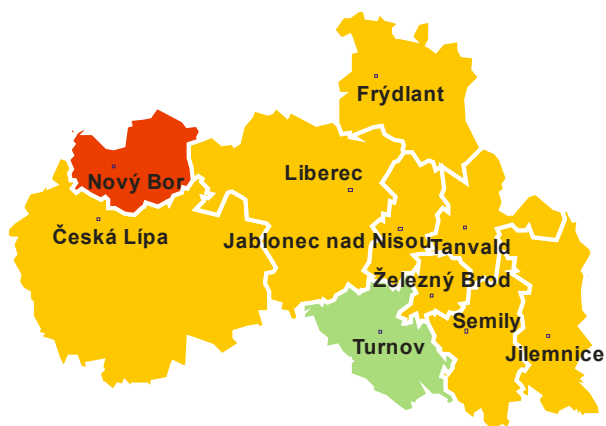 Frýdlant
Liberec
Nový Bor
Česká Lípa
Jablonec nad Nisou
Tanvald
Železný Brod
Semily
Turnov
Jilemnice